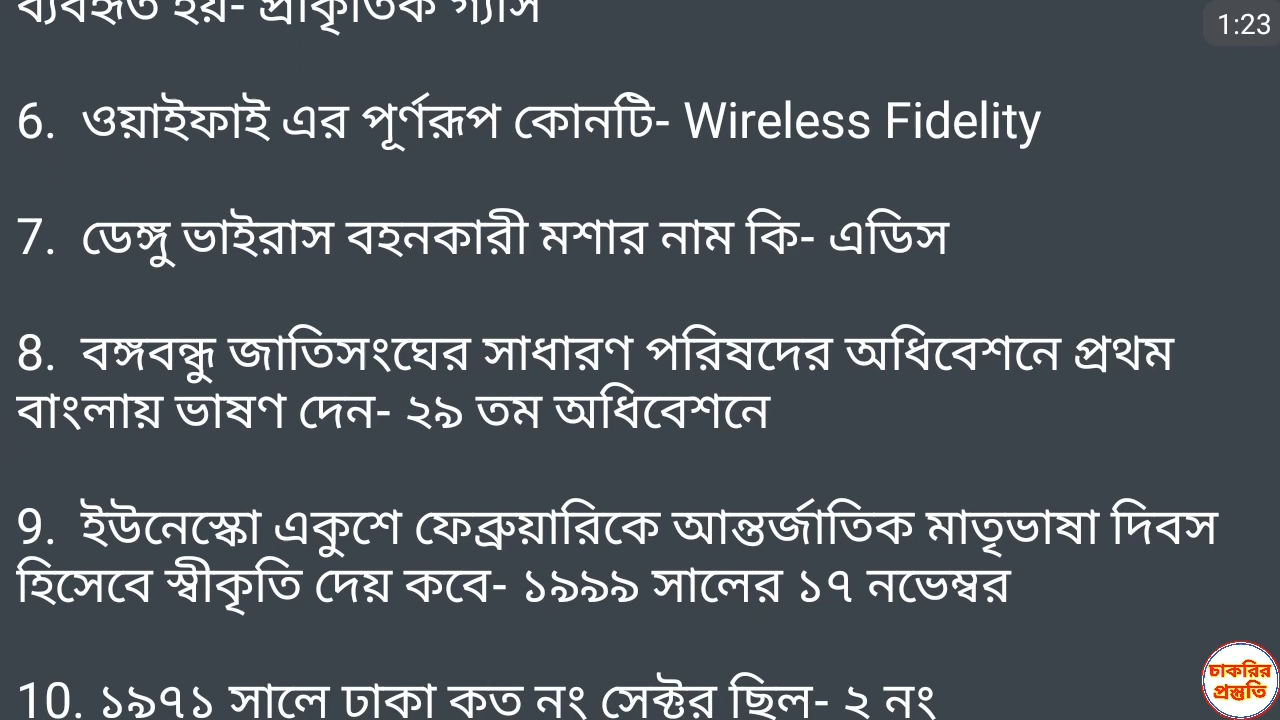 ব্যবহৃত হয়- প্রাকৃতিক গ্যাস
1:23
6. ওয়াইফাই এর পূর্ণরূপ কোনটি- Wireless Fidelity
7. ডেঙ্গু ভাইরাস বহনকারী মশার নাম কি- এডিস
8. বঙ্গবন্ধু জাতিসংঘের সাধারণ পরিষদের অধিবেশনে প্রথম
বাংলায় ভাষণ দেন- ২৯ তম অধিবেশনে
9. ইউনেস্কো একুশে ফেব্রুয়ারিকে আন্তর্জাতিক মাতৃভাষা দিবস
হিসেবে স্বীকৃতি দেয় কবে- ১৯৯৯ সালের ১৭ নভেম্বর
10. ১৯৭১ সালে ঢাকা কত নং সেক্টর ছিল- ২ নং
চাকরির
প্রস্তুতি